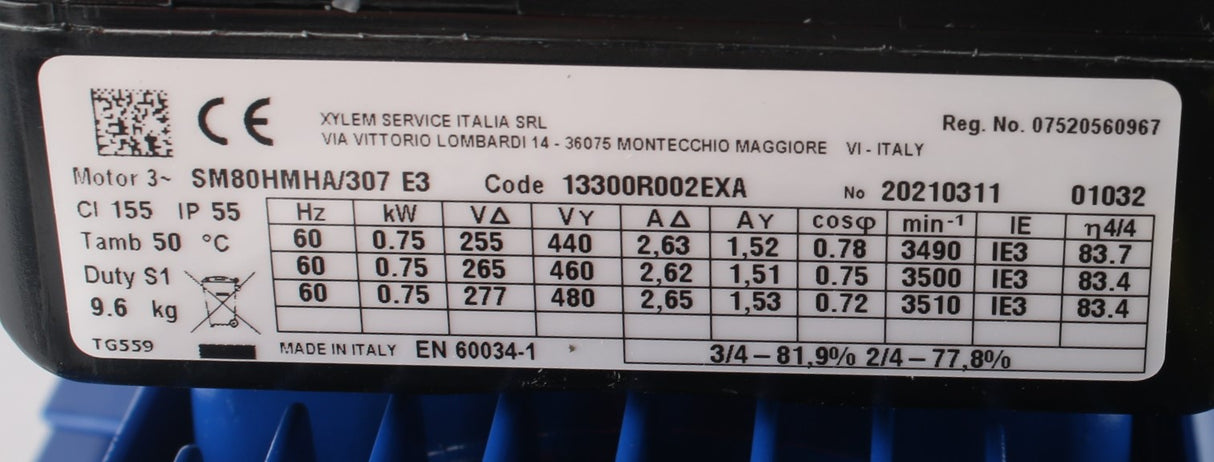 CE
XYLEM SERVICE ITALIA SRL
VIA VITTORIO LOMBARDI 14 - 36075 MONTECCHIO MAGGIORE VI - ITALY
Reg. No. 07520560967
Motor 3~ SM80HMHA/307 E3 Code 13300R002EXA No 20210311 01032
Cl 155 IP 55
Tamb 50 °C
Duty S1
9.6 kg
TG559
Hz kW V∆ VY A∆ AY cosφ min⁻¹ IE η4/4
60 0.75 255 440 2,63 1,52 0.78 3490 IE3 83.7
60 0.75 265 460 2,62 1,51 0.75 3500 IE3 83.4
60 0.75 277 480 2,65 1,53 0.72 3510 IE3 83.4
MADE IN ITALY EN 60034-1
3/4 – 81,9% 2/4 – 77,8%